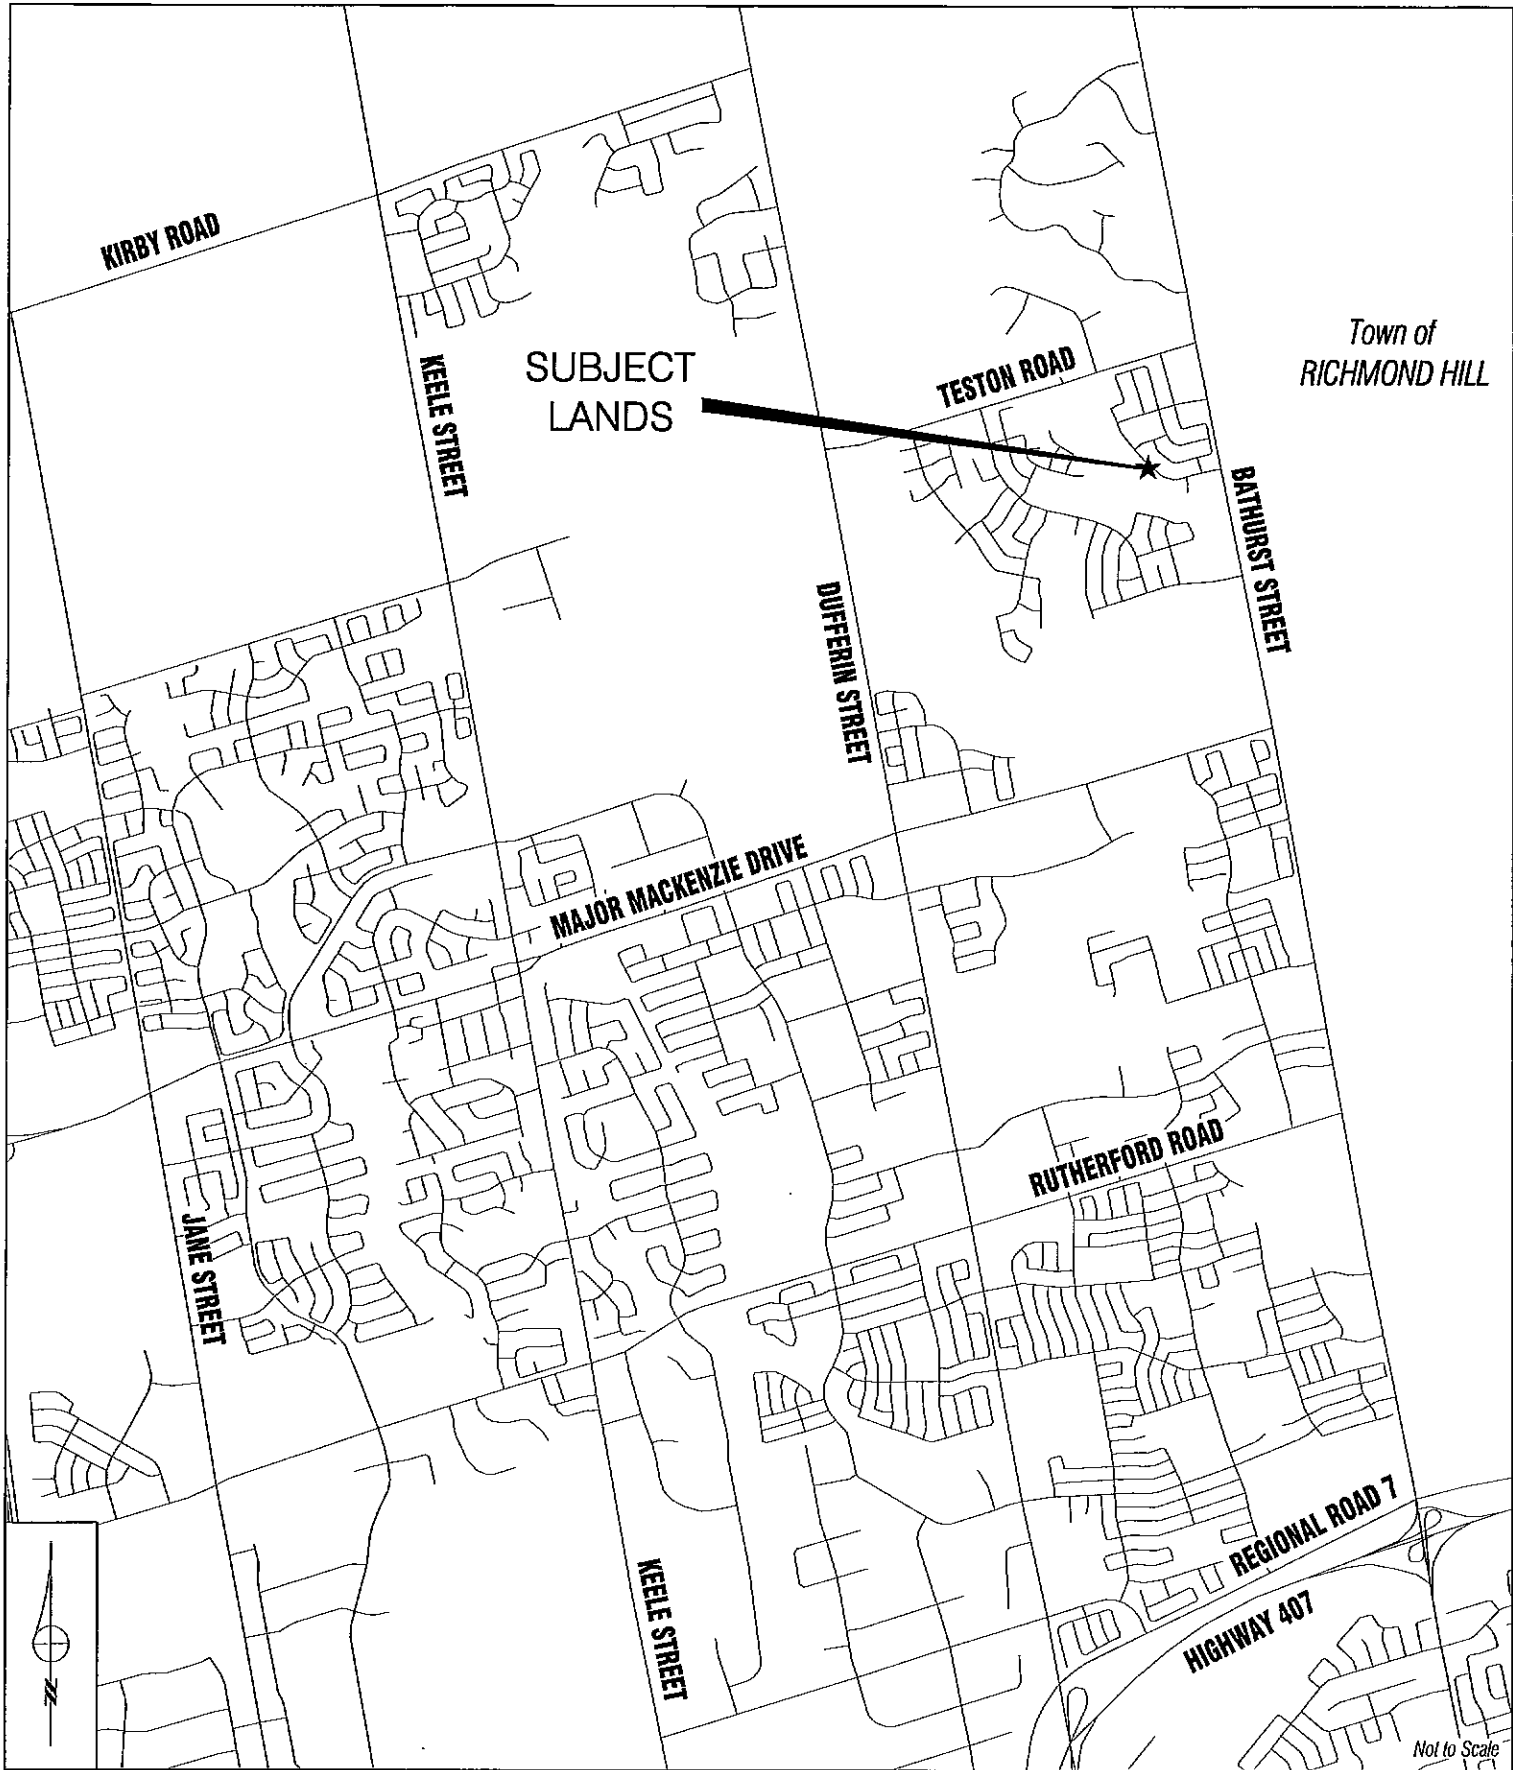 KIRBY ROAD
Town of
RICHMOND HILL
SUBJECT
LANDS
TESTON ROAD
KEELE STREET
BATHURST STREET
DUFFERIN STREET
MAJOR MACKENZIE DRIVE
RUTHERFORD ROAD
JANE STREET
REGIONAL ROAD 7
KEELE STREET
HIGHWAY 407
N
Not to Scale